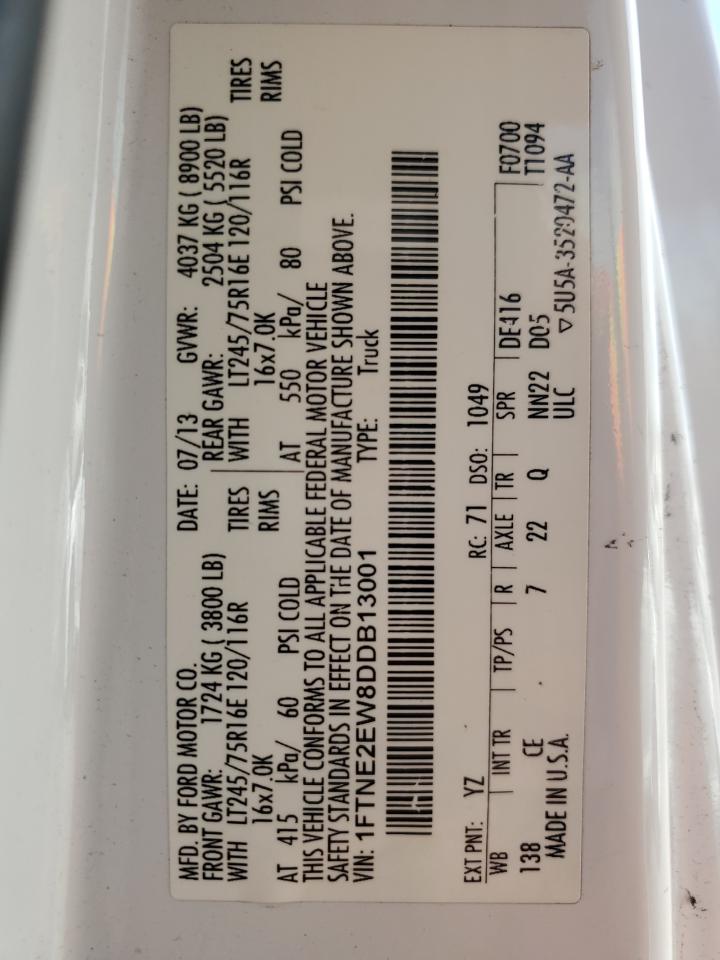 MFD. BY FORD MOTOR CO. DATE: 07/13 GVWR: 4037 KG ( 8900 LB)
FRONT GAWR: 1724 KG ( 3800 LB) REAR GAWR: 2504 KG ( 5520 LB)
WITH LT245/75R16E 120/116R TIRES WITH LT245/75R16E 120/116R TIRES
16x7.0K RIMS 16x7.0K RIMS
AT 415 kPa/ 60 PSI COLD AT 550 kPa/ 80 PSI COLD
THIS VEHICLE CONFORMS TO ALL APPLICABLE FEDERAL MOTOR VEHICLE
SAFETY STANDARDS IN EFFECT ON THE DATE OF MANUFACTURE SHOWN ABOVE.
VIN: 1FTNE2EW8DDB13001 TYPE: Truck
EXT PNT: YZ RC: 71 DSO: 1049
WB INT TR TP/PS R AXLE TR SPR DE416 F0700
138 CE 7 22 Q NN22 D05 T1094
MADE IN U.S.A. ULC ▽5U5A-3520472-AA